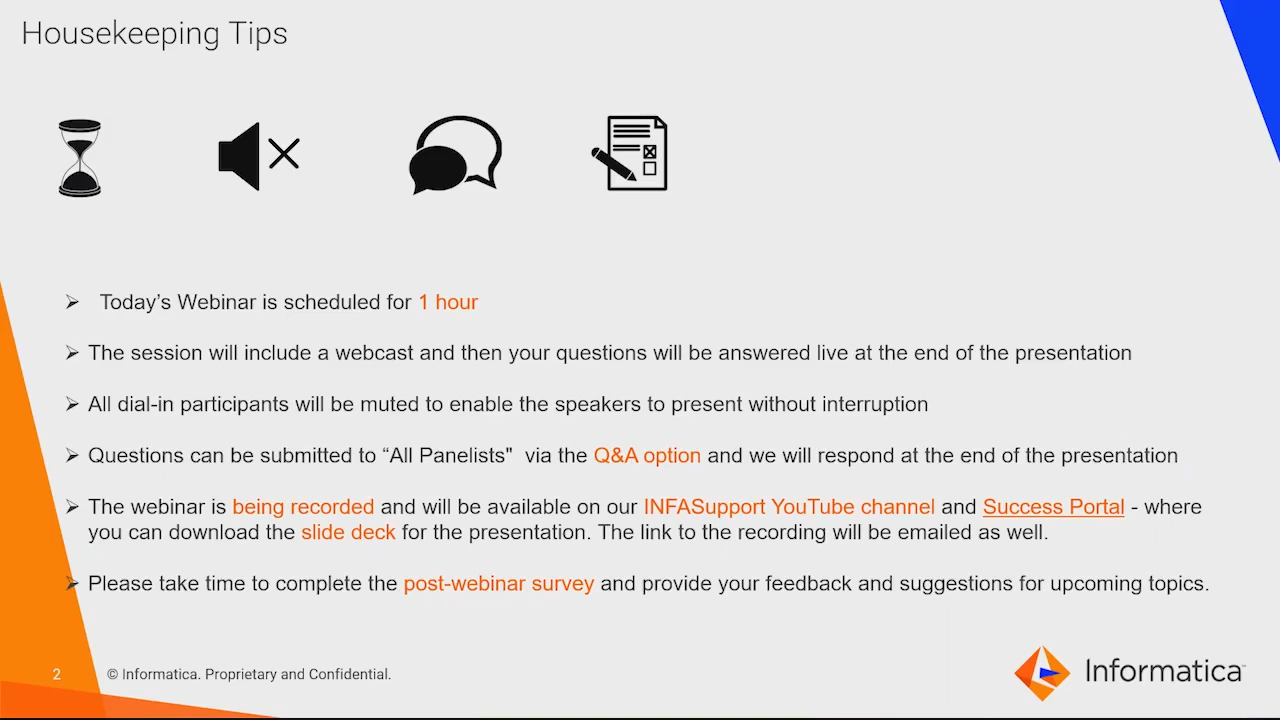 Housekeeping Tips
➢ Today’s Webinar is scheduled for 1 hour
➢ The session will include a webcast and then your questions will be answered live at the end of the presentation
➢ All dial-in participants will be muted to enable the speakers to present without interruption
➢ Questions can be submitted to “All Panelists"  via the Q&A option and we will respond at the end of the presentation
➢ The webinar is being recorded and will be available on our INFASupport YouTube channel and Success Portal - where
you can download the slide deck for the presentation. The link to the recording will be emailed as well.
➢ Please take time to complete the post-webinar survey and provide your feedback and suggestions for upcoming topics.
2
© Informatica. Proprietary and Confidential.
Informatica™